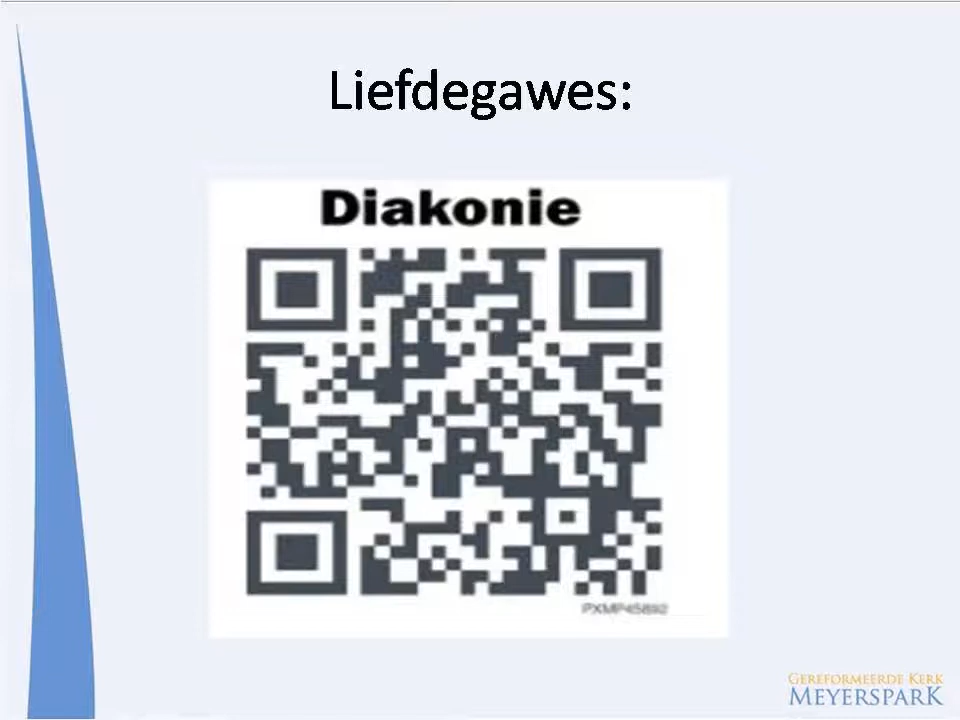 Liefdegawes:
Diakonie
PXMP45892
GEREFORMEERDE KERK
MEYERSPARK